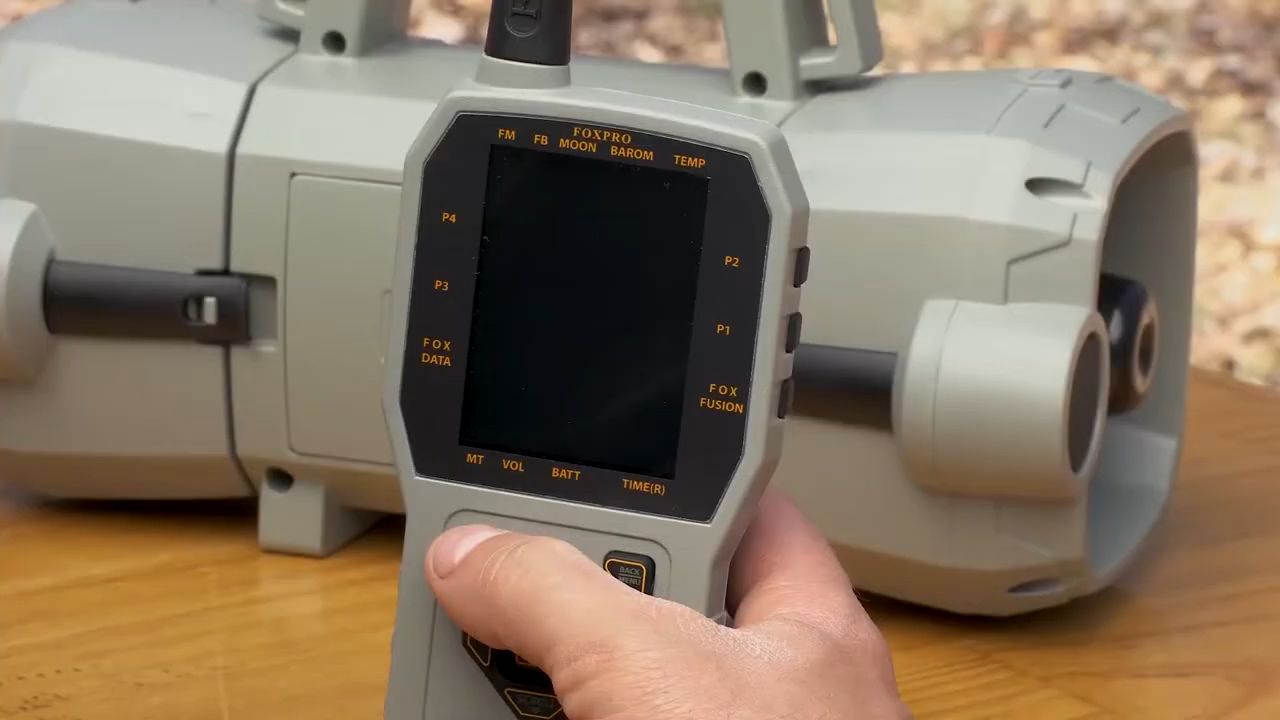 FOXPRO
FM FB MOON BAROM TEMP
P4
P2
P3
P1
FOX
DATA
FOX
FUSION
MT VOL BATT TIME(R)
BACK
MENU